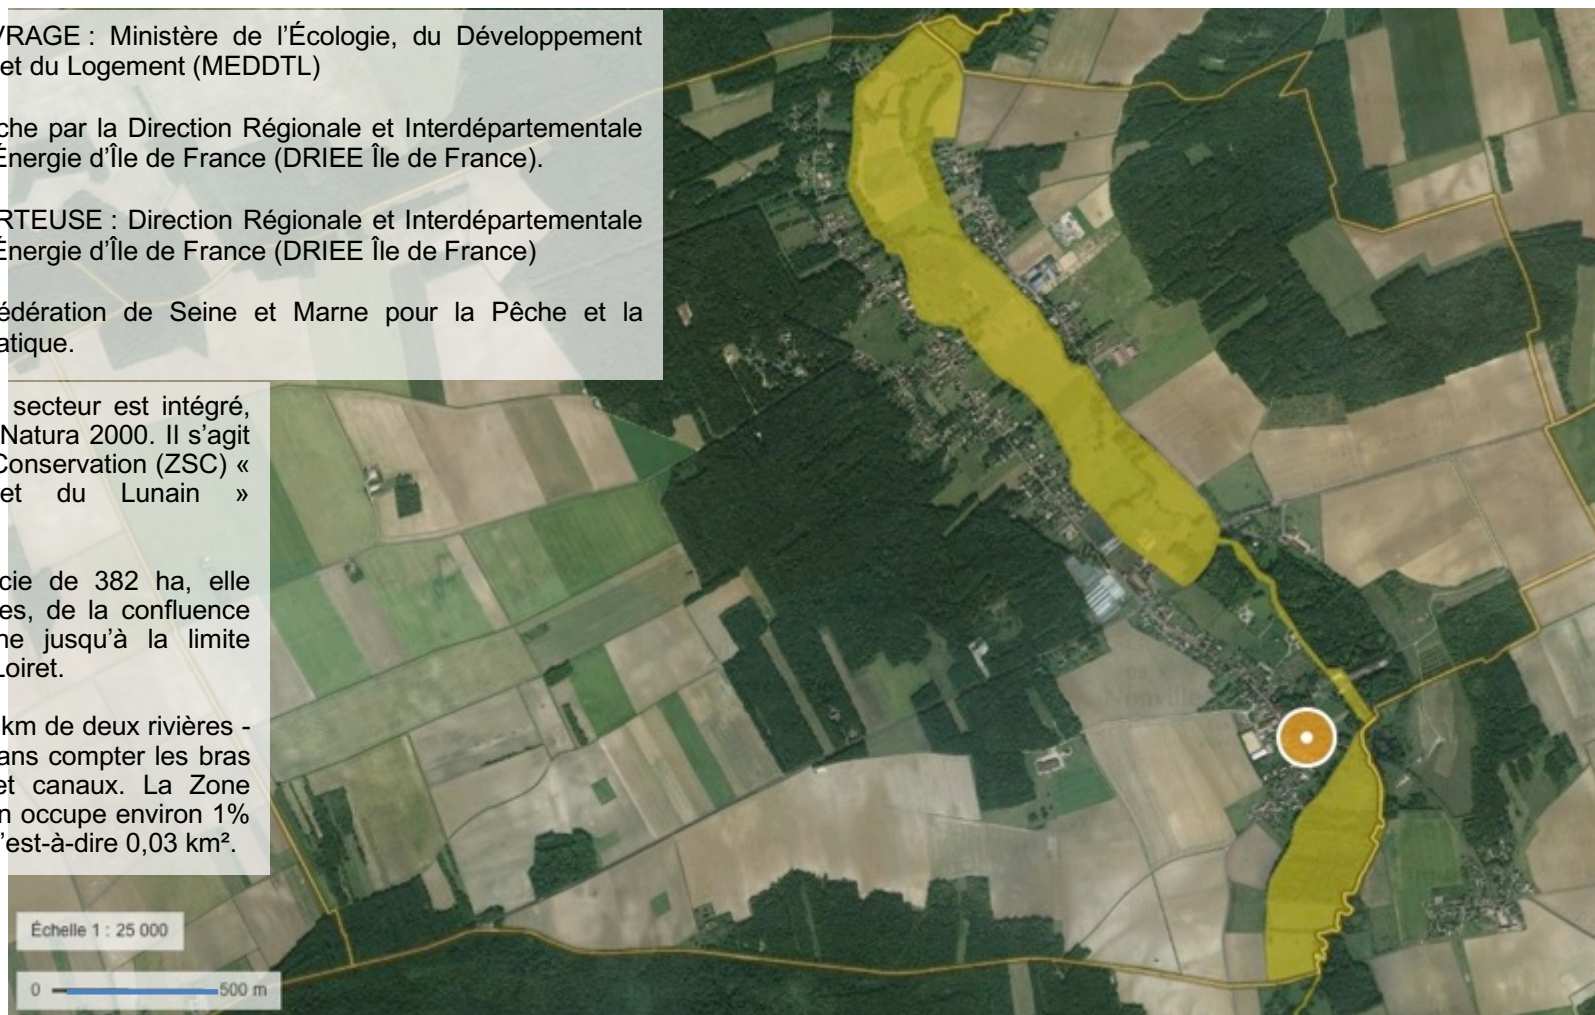 VRAGE : Ministère de l’Écologie, du Développement
et du Logement (MEDDTL)
che par la Direction Régionale et Interdépartementale
Énergie d’Île de France (DRIEE Île de France).
RTEUSE : Direction Régionale et Interdépartementale
Énergie d’Île de France (DRIEE Île de France)
édération de Seine et Marne pour la Pêche et la
atique.
secteur est intégré,
Natura 2000. Il s’agit
Conservation (ZSC) «
et du Lunain »
cie de 382 ha, elle
es, de la confluence
ne jusqu’à la limite
Loiret.
km de deux rivières -
ans compter les bras
et canaux. La Zone
n occupe environ 1%
’est-à-dire 0,03 km².
Nonville
Échelle 1 : 25 000
0 500 m